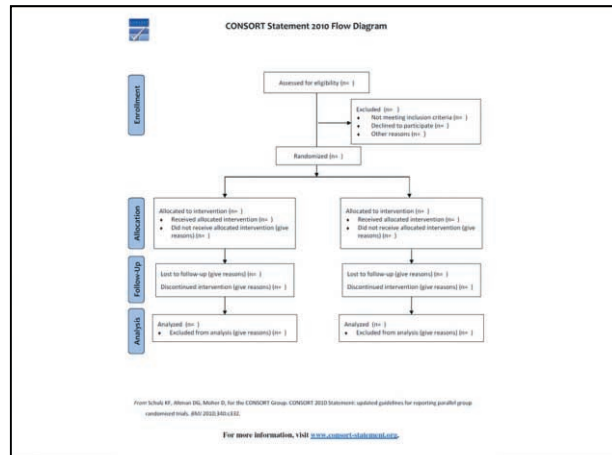 CONSORT Statement 2010 Flow Diagram
Enrollment
Assessed for eligibility (n= )
Excluded (n= )
♦ Not meeting inclusion criteria (n= )
♦ Declined to participate (n= )
♦ Other reasons (n= )
Randomized (n= )
Allocation
Allocated to intervention (n= )
♦ Received allocated intervention (n= )
♦ Did not receive allocated intervention (give
reasons) (n= )
Allocated to intervention (n= )
♦ Received allocated intervention (n= )
♦ Did not receive allocated intervention (give
reasons) (n= )
Follow-Up
Lost to follow-up (give reasons) (n= )
Discontinued intervention (give reasons) (n= )
Lost to follow-up (give reasons) (n= )
Discontinued intervention (give reasons) (n= )
Analysis
Analyzed (n= )
♦ Excluded from analysis (give reasons) (n= )
Analyzed (n= )
♦ Excluded from analysis (give reasons) (n= )
From Schulz KF, Altman DG, Moher D, for the CONSORT Group. CONSORT 2010 Statement: updated guidelines for reporting parallel group
randomised trials. BMJ 2010;340:c332.
For more information, visit www.consort-statement.org.